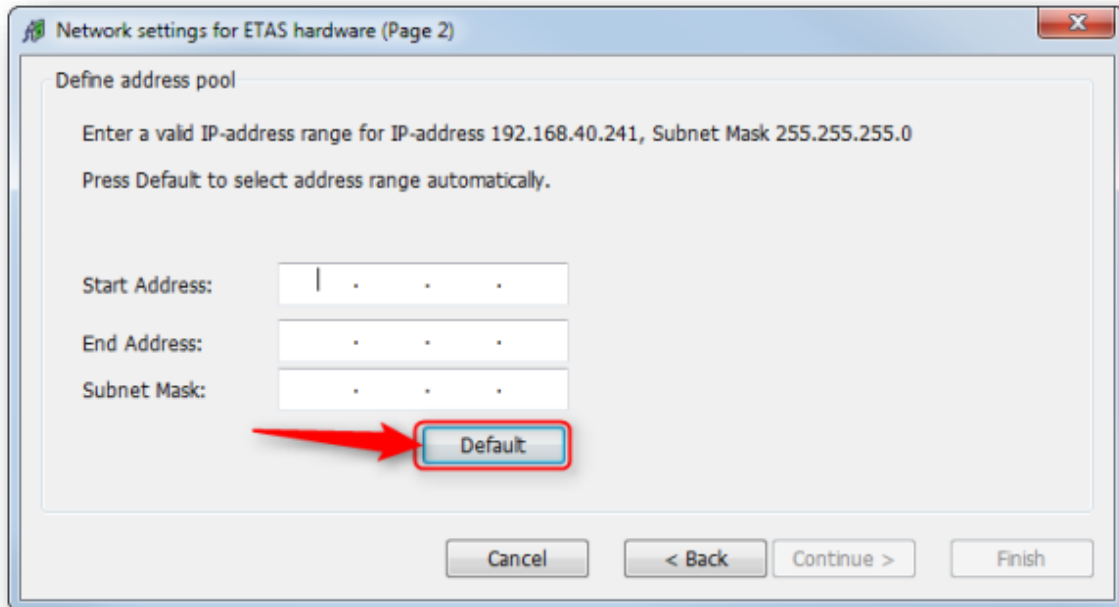 Network settings for ETAS hardware (Page 2)
Define address pool
Enter a valid IP-address range for IP-address 192.168.40.241, Subnet Mask 255.255.255.0
Press Default to select address range automatically.
Start Address: . . .
End Address: . . .
Subnet Mask: . . .
Default
Cancel < Back Continue > Finish